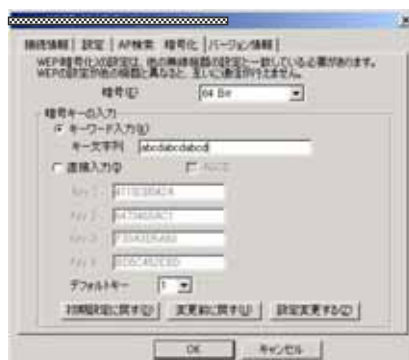 接続情報 設定 AP検索 暗号化 バージョン情報
WEP暗号化の設定は、他の無線機器の設定と一致している必要があります。
WEPの設定が他の機器と異なると、互いに通信が行えません。
暗号(E) 64 Bit
暗号キーの入力
キーワード入力(K)
キー文字列 abcdabcdabcd
直接入力(I) ASCII
Key 1
Key 2
Key 3
Key 4
デフォルトキー 1
初期設定に戻す(D) 変更前に戻す(U) 設定変更する(C)
OK キャンセル